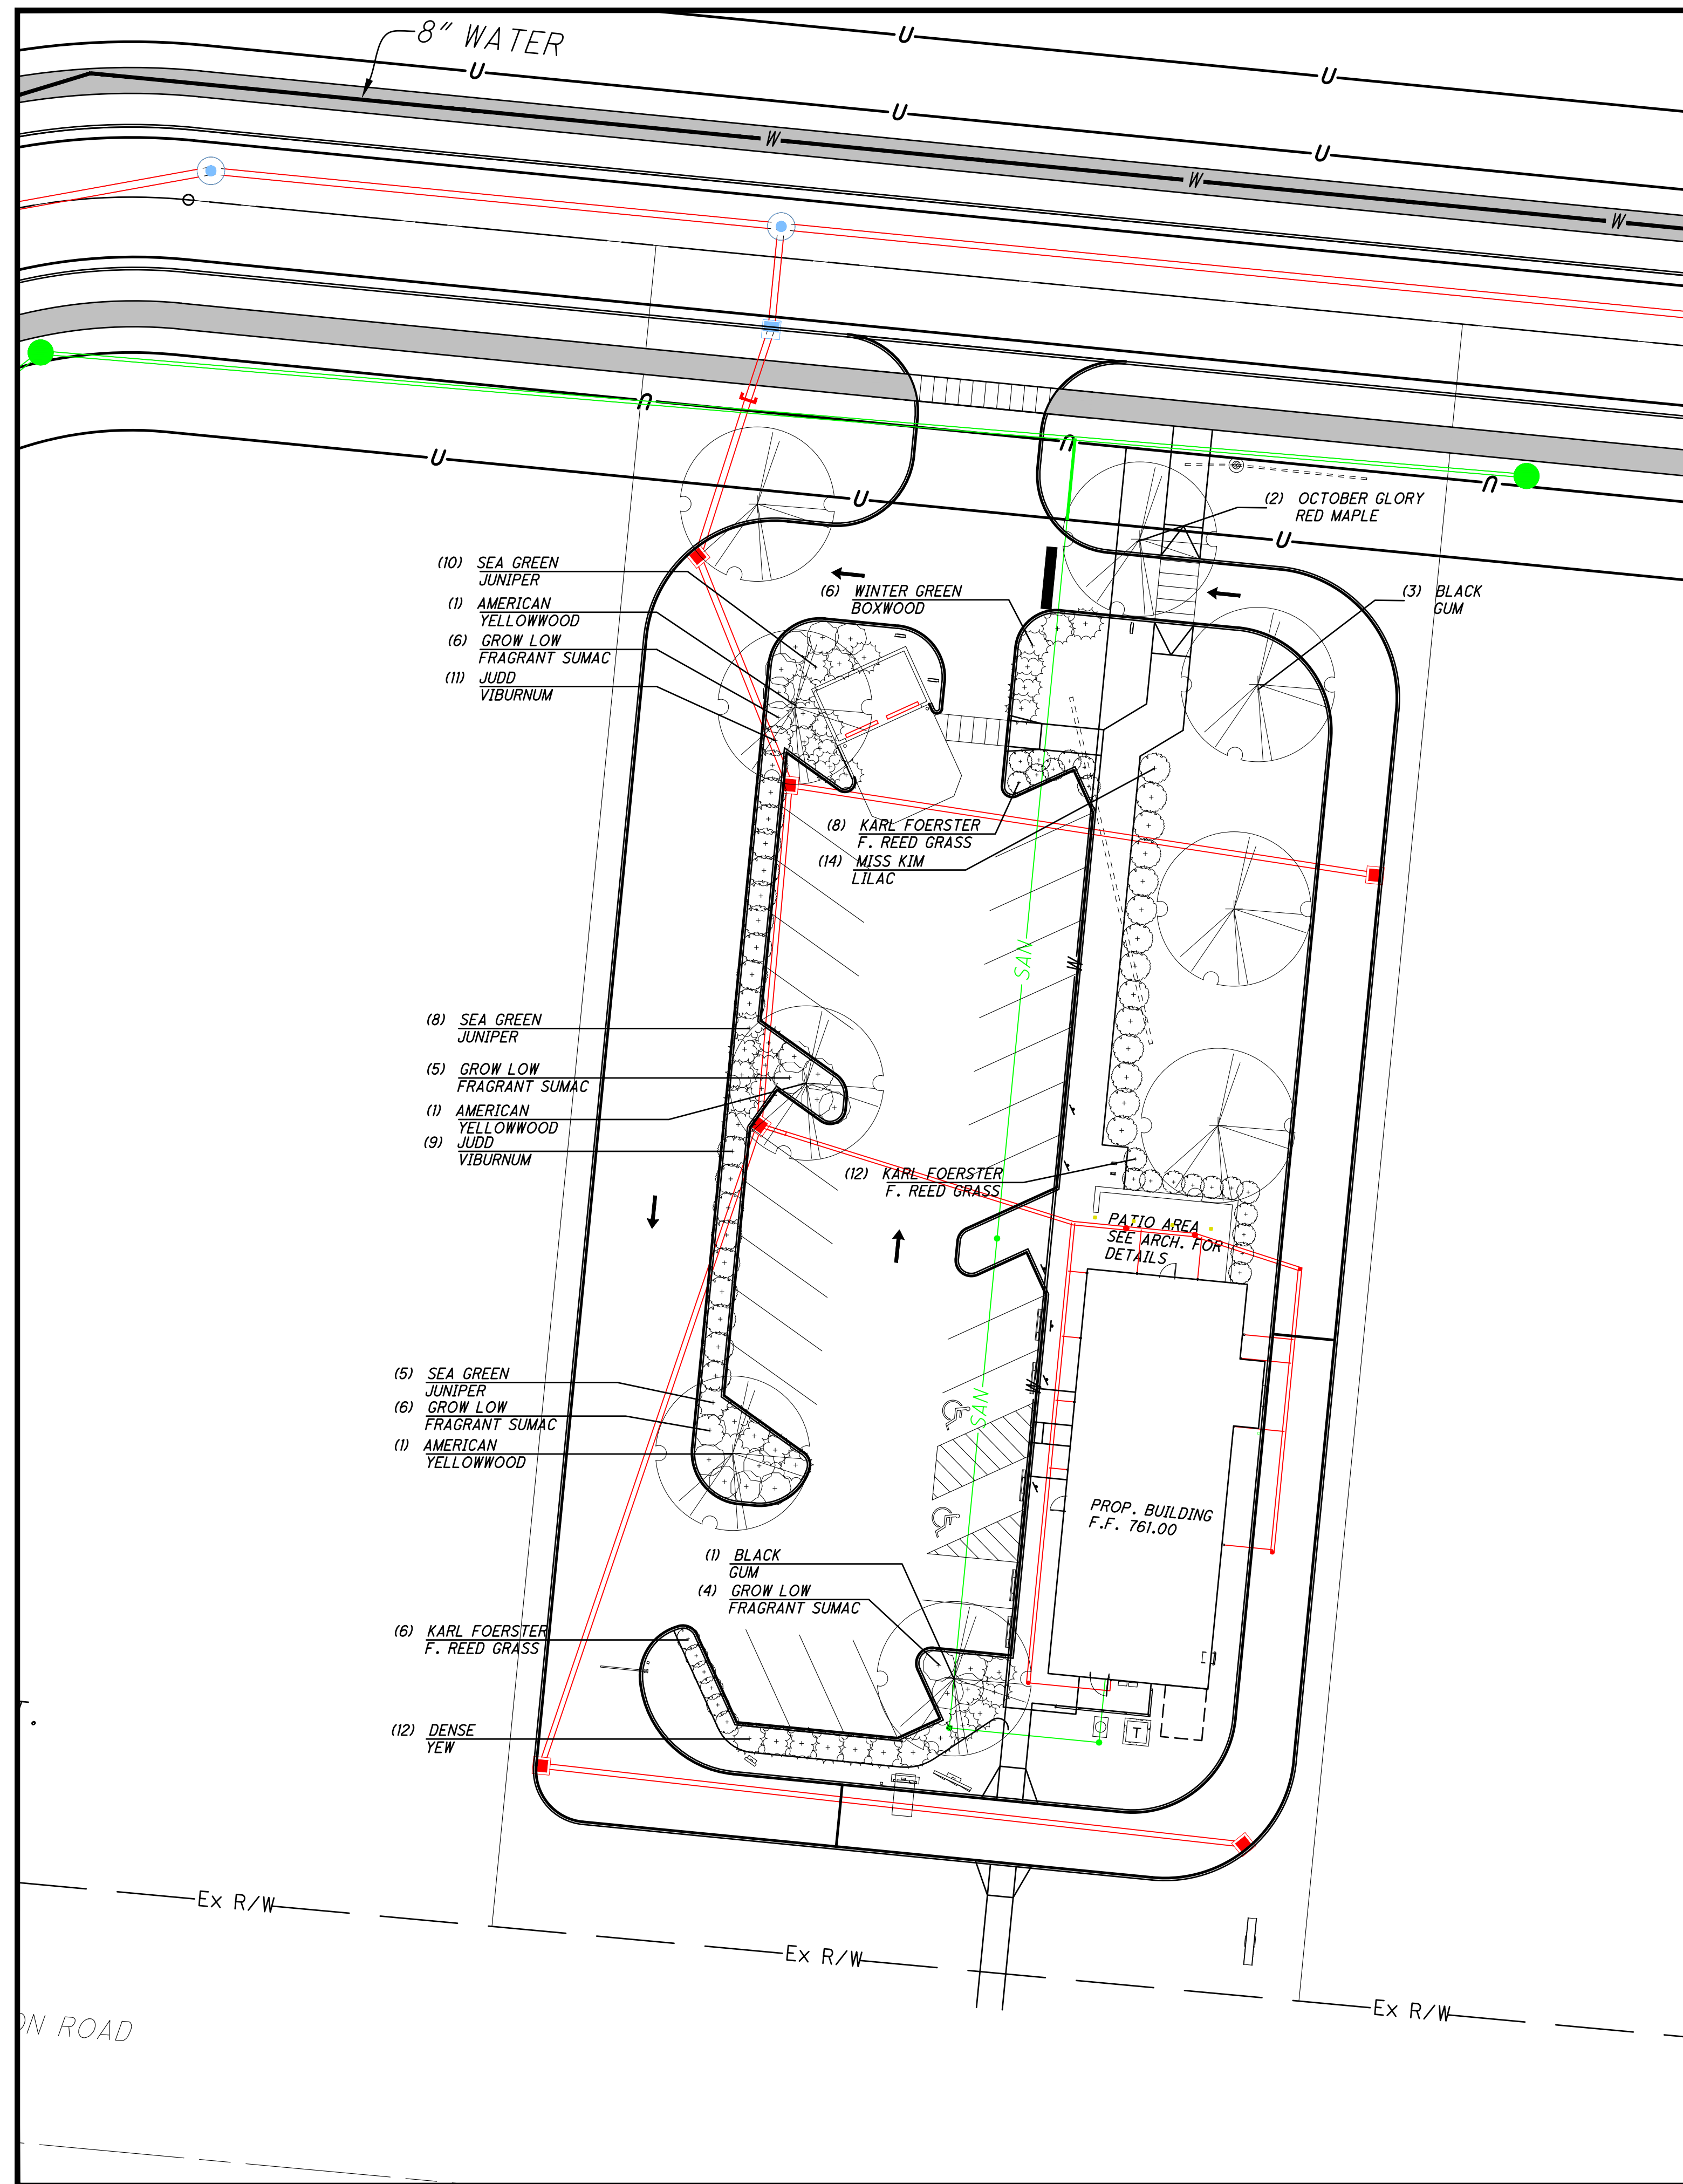 8" WATER
U
U
U
U
U
U
W
W
W
U
U
U
U
U
U
(2) OCTOBER GLORY
RED MAPLE
(10) SEA GREEN
JUNIPER
(1) AMERICAN
YELLOWWOOD
(6) GROW LOW
FRAGRANT SUMAC
(11) JUDD
VIBURNUM
(6) WINTER GREEN
BOXWOOD
(3) BLACK
GUM
(8) KARL FOERSTER
F. REED GRASS
(14) MISS KIM
LILAC
SAN
W
(8) SEA GREEN
JUNIPER
(5) GROW LOW
FRAGRANT SUMAC
(1) AMERICAN
YELLOWWOOD
(9) JUDD
VIBURNUM
(12) KARL FOERSTER
F. REED GRASS
PATIO AREA
SEE ARCH. FOR
DETAILS
(5) SEA GREEN
JUNIPER
(6) GROW LOW
FRAGRANT SUMAC
(1) AMERICAN
YELLOWWOOD
SAN
W
PROP. BUILDING
F.F. 761.00
(1) BLACK
GUM
(4) GROW LOW
FRAGRANT SUMAC
(6) KARL FOERSTER
F. REED GRASS
(12) DENSE
YEW
T
Ex R/W
Ex R/W
Ex R/W
ON ROAD